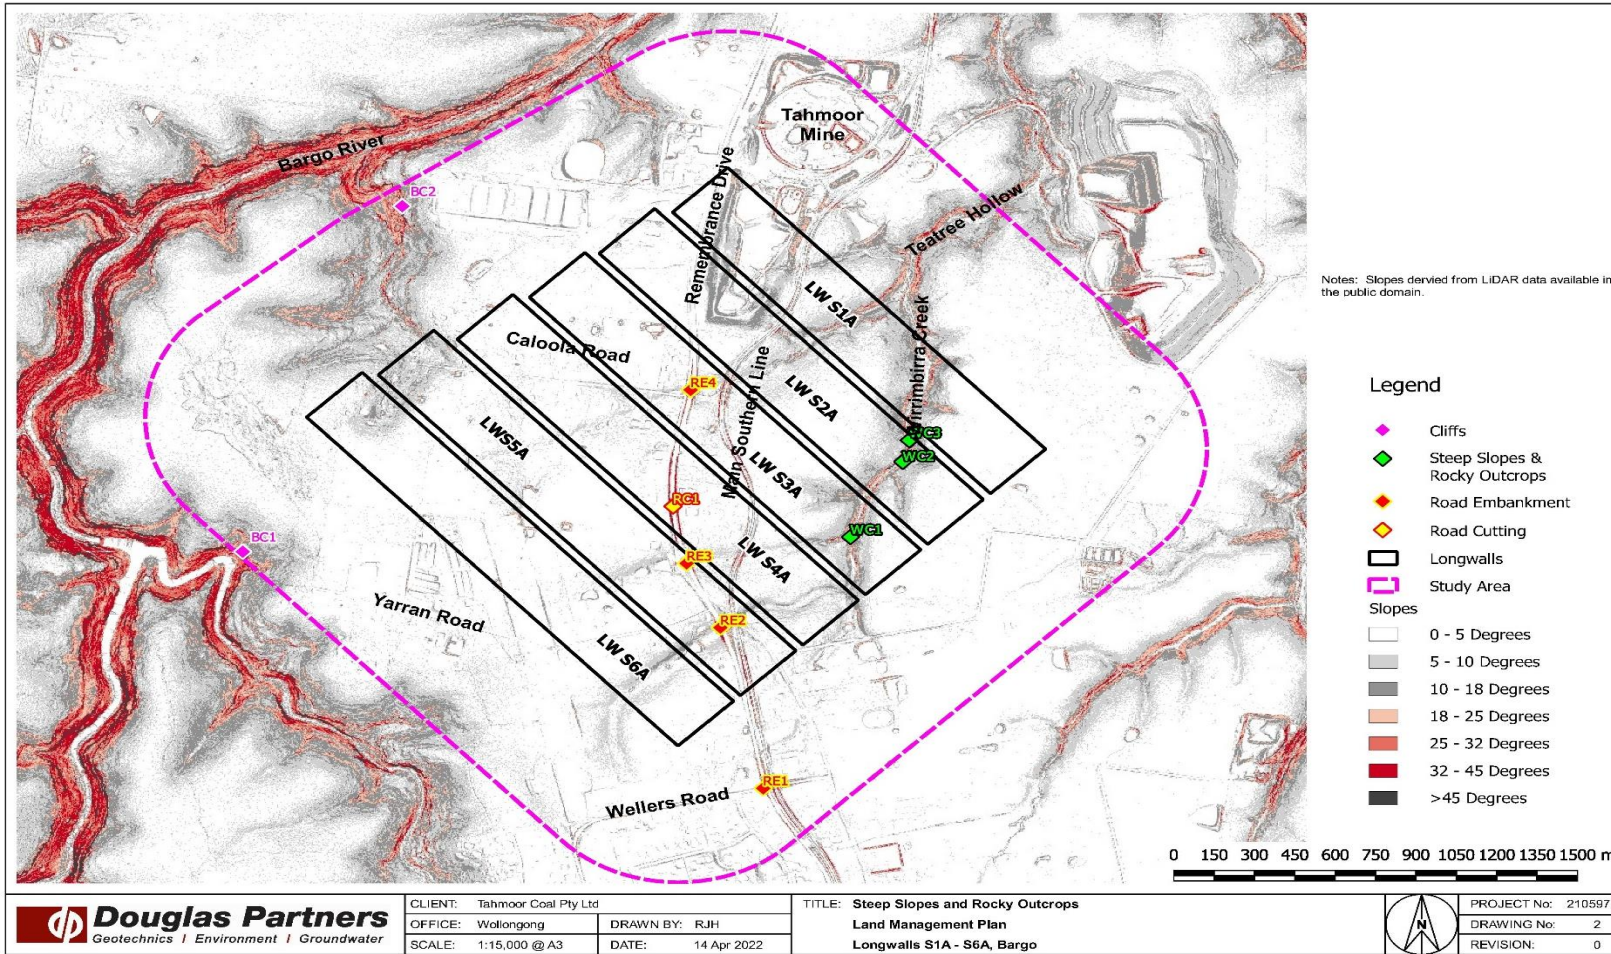 Tahmoor
Mine
Bargo River
BC2
Remembrance Drive
Teatree Hollow
LW S1A
Notes: Slopes dervied from LiDAR data available in
the public domain.
Caloola Road
Main Southern Line
Wirrimbirra Creek
RE4
LW S2A
LWS5A
WC3
WC2
LW S3A
RC1
WC1
BC1
RE3
LW S4A
Yarran Road
RE2
LW S6A
RE1
Wellers Road
Legend
Cliffs
Steep Slopes &
Rocky Outcrops
Road Embankment
Road Cutting
Longwalls
Study Area
Slopes
0 - 5 Degrees
5 - 10 Degrees
10 - 18 Degrees
18 - 25 Degrees
25 - 32 Degrees
32 - 45 Degrees
>45 Degrees
0 150 300 450 600 750 900 1050 1200 1350 1500 m
dp Douglas Partners
Geotechnics | Environment | Groundwater
CLIENT: Tahmoor Coal Pty Ltd
OFFICE: Wollongong
DRAWN BY: RJH
SCALE: 1:15,000 @ A3
DATE: 14 Apr 2022
TITLE: Steep Slopes and Rocky Outcrops
Land Management Plan
Longwalls S1A - S6A, Bargo
N
PROJECT No: 210597
DRAWING No: 2
REVISION: 0